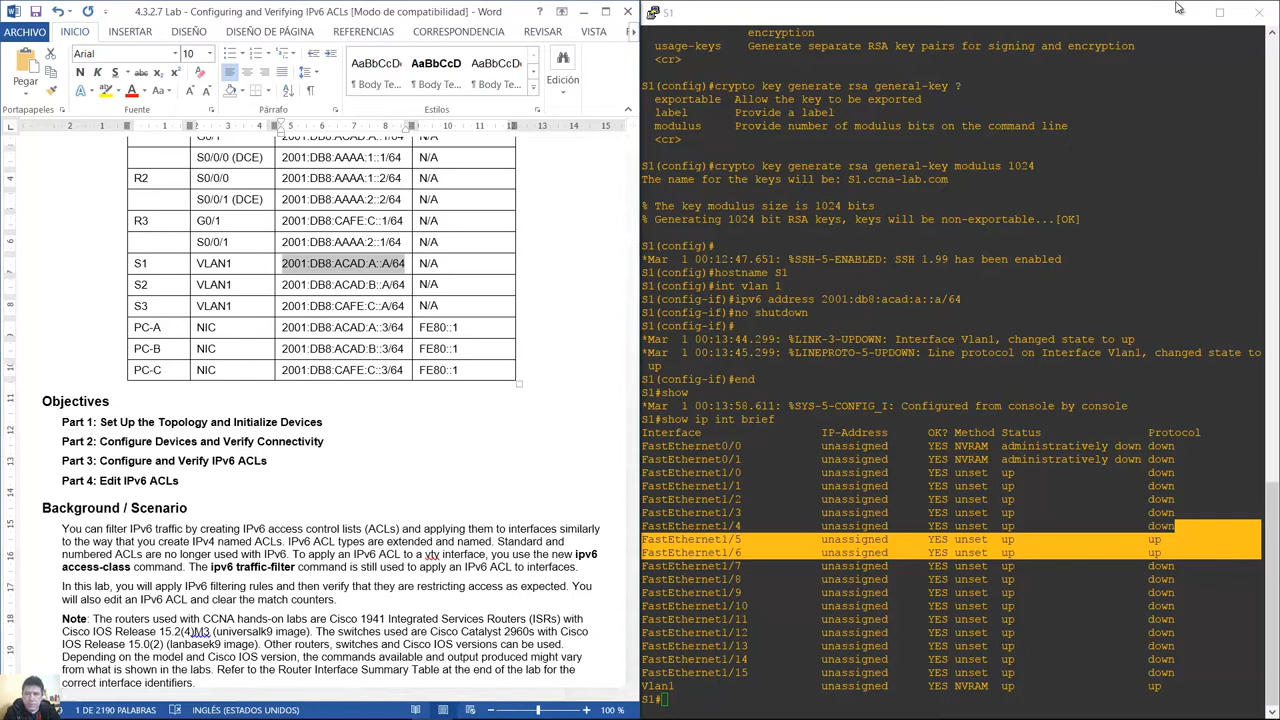 4.3.2.7 Lab - Configuring and Verifying IPv6 ACLs [Modo de compatibilidad] - Word
ARCHIVO INICIO INSERTAR DISEÑO DISEÑO DE PÁGINA REFERENCIAS CORRESPONDENCIA REVISAR VISTA
Pegar
Arial 10
N K S abc x₂ x²
AaBbCcDc AaBbCcD AaBbCcDc
¶ Body Te... ¶ Body Te... ¶ Body Te...
Edición
Portapapeles Fuente Párrafo Estilos
2 1 1 2 3 4 5 6 7 8 9 10 11 12 13 14 15
G0/1 2001:DB8:ACAD:A::1/64 N/A
S0/0/0 (DCE) 2001:DB8:AAAA:1::1/64 N/A
R2 S0/0/0 2001:DB8:AAAA:1::2/64 N/A
S0/0/1 (DCE) 2001:DB8:AAAA:2::2/64 N/A
R3 G0/1 2001:DB8:CAFE:C::1/64 N/A
S0/0/1 2001:DB8:AAAA:2::1/64 N/A
S1 VLAN1 2001:DB8:ACAD:A::A/64 N/A
S2 VLAN1 2001:DB8:ACAD:B::A/64 N/A
S3 VLAN1 2001:DB8:CAFE:C::A/64 N/A
PC-A NIC 2001:DB8:ACAD:A::3/64 FE80::1
PC-B NIC 2001:DB8:ACAD:B::3/64 FE80::1
PC-C NIC 2001:DB8:CAFE:C::3/64 FE80::1
Objectives
Part 1: Set Up the Topology and Initialize Devices
Part 2: Configure Devices and Verify Connectivity
Part 3: Configure and Verify IPv6 ACLs
Part 4: Edit IPv6 ACLs
Background / Scenario
You can filter IPv6 traffic by creating IPv6 access control lists (ACLs) and applying them to interfaces similarly
to the way that you create IPv4 named ACLs. IPv6 ACL types are extended and named. Standard and
numbered ACLs are no longer used with IPv6. To apply an IPv6 ACL to a vty interface, you use the new ipv6
access-class command. The ipv6 traffic-filter command is still used to apply an IPv6 ACL to interfaces.
In this lab, you will apply IPv6 filtering rules and then verify that they are restricting access as expected. You
will also edit an IPv6 ACL and clear the match counters.
Note: The routers used with CCNA hands-on labs are Cisco 1941 Integrated Services Routers (ISRs) with
Cisco IOS Release 15.2(4)M3 (universalk9 image). The switches used are Cisco Catalyst 2960s with Cisco
IOS Release 15.0(2) (lanbasek9 image). Other routers, switches and Cisco IOS versions can be used.
Depending on the model and Cisco IOS version, the commands available and output produced might vary
from what is shown in the labs. Refer to the Router Interface Summary Table at the end of the lab for the
correct interface identifiers.
1 DE 2190 PALABRAS INGLÉS (ESTADOS UNIDOS) 100 %
S1
encryption
usage-keys Generate separate RSA key pairs for signing and encryption
<cr>
S1(config)#crypto key generate rsa general-key ?
exportable Allow the key to be exported
label Provide a label
modulus Provide number of modulus bits on the command line
<cr>
S1(config)#crypto key generate rsa general-key modulus 1024
The name for the keys will be: S1.ccna-lab.com
% The key modulus size is 1024 bits
% Generating 1024 bit RSA keys, keys will be non-exportable...[OK]
S1(config)#
*Mar 1 00:12:47.651: %SSH-5-ENABLED: SSH 1.99 has been enabled
S1(config)#hostname S1
S1(config)#int vlan 1
S1(config-if)#ipv6 address 2001:db8:acad:a::a/64
S1(config-if)#no shutdown
S1(config-if)#
*Mar 1 00:13:44.299: %LINK-3-UPDOWN: Interface Vlan1, changed state to up
*Mar 1 00:13:45.299: %LINEPROTO-5-UPDOWN: Line protocol on Interface Vlan1, changed state to
up
S1(config-if)#end
S1#show
*Mar 1 00:13:58.611: %SYS-5-CONFIG_I: Configured from console by console
S1#show ip int brief
Interface IP-Address OK? Method Status Protocol
FastEthernet0/0 unassigned YES NVRAM administratively down down
FastEthernet0/1 unassigned YES NVRAM administratively down down
FastEthernet1/0 unassigned YES unset up down
FastEthernet1/1 unassigned YES unset up down
FastEthernet1/2 unassigned YES unset up down
FastEthernet1/3 unassigned YES unset up down
FastEthernet1/4 unassigned YES unset up down
FastEthernet1/5 unassigned YES unset up up
FastEthernet1/6 unassigned YES unset up up
FastEthernet1/7 unassigned YES unset up down
FastEthernet1/8 unassigned YES unset up down
FastEthernet1/9 unassigned YES unset up down
FastEthernet1/10 unassigned YES unset up down
FastEthernet1/11 unassigned YES unset up down
FastEthernet1/12 unassigned YES unset up down
FastEthernet1/13 unassigned YES unset up down
FastEthernet1/14 unassigned YES unset up down
FastEthernet1/15 unassigned YES unset up down
Vlan1 unassigned YES NVRAM up up
S1#